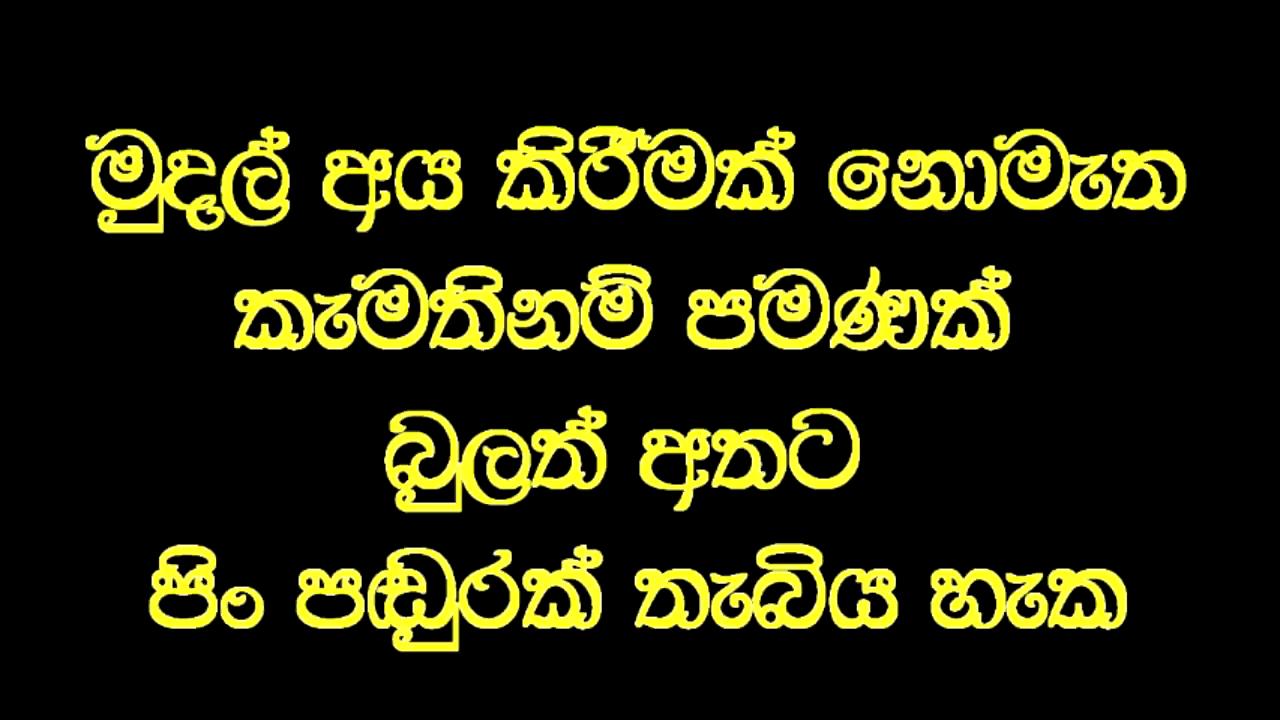 මුදල් අය කිරීමක් නොමැත
කැමතිනම් පමණක්
බුලත් අතට
පිං පඬුරක් තැබිය හැක